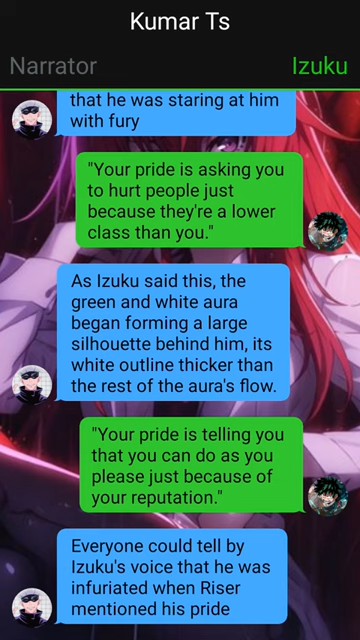 Kumar Ts
Narrator
Izuku
that he was staring at him
with fury
"Your pride is asking you
to hurt people just
because they're a lower
class than you."
As Izuku said this, the
green and white aura
began forming a large
silhouette behind him, its
white outline thicker than
the rest of the aura's flow.
"Your pride is telling you
that you can do as you
please just because of
your reputation."
Everyone could tell by
Izuku's voice that he was
infuriated when Riser
mentioned his pride